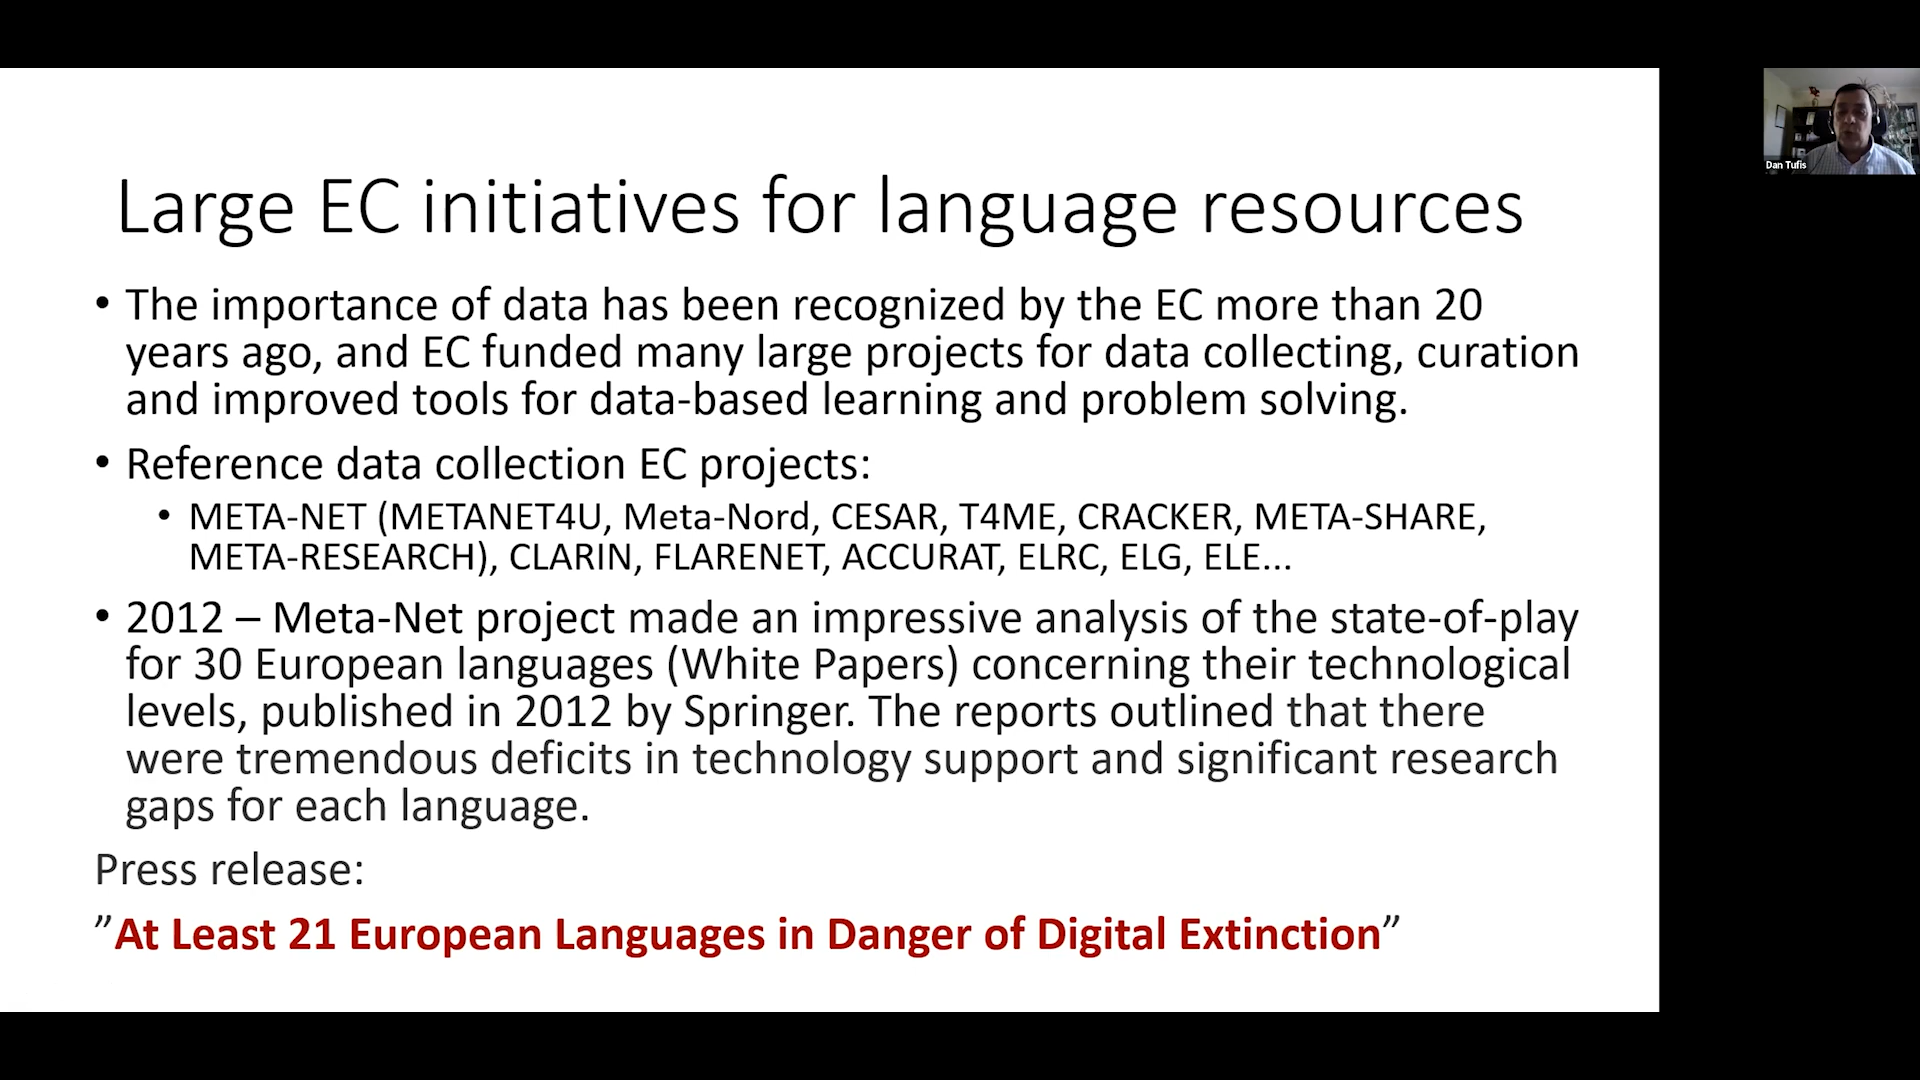 Large EC initiatives for language resources
• The importance of data has been recognized by the EC more than 20
years ago, and EC funded many large projects for data collecting, curation
and improved tools for data-based learning and problem solving.
• Reference data collection EC projects:
• META-NET (METANET4U, Meta-Nord, CESAR, T4ME, CRACKER, META-SHARE,
META-RESEARCH), CLARIN, FLARENET, ACCURAT, ELRC, ELG, ELE...
• 2012 – Meta-Net project made an impressive analysis of the state-of-play
for 30 European languages (White Papers) concerning their technological
levels, published in 2012 by Springer. The reports outlined that there
were tremendous deficits in technology support and significant research
gaps for each language.
Press release:
”At Least 21 European Languages in Danger of Digital Extinction”
Dan Tufis